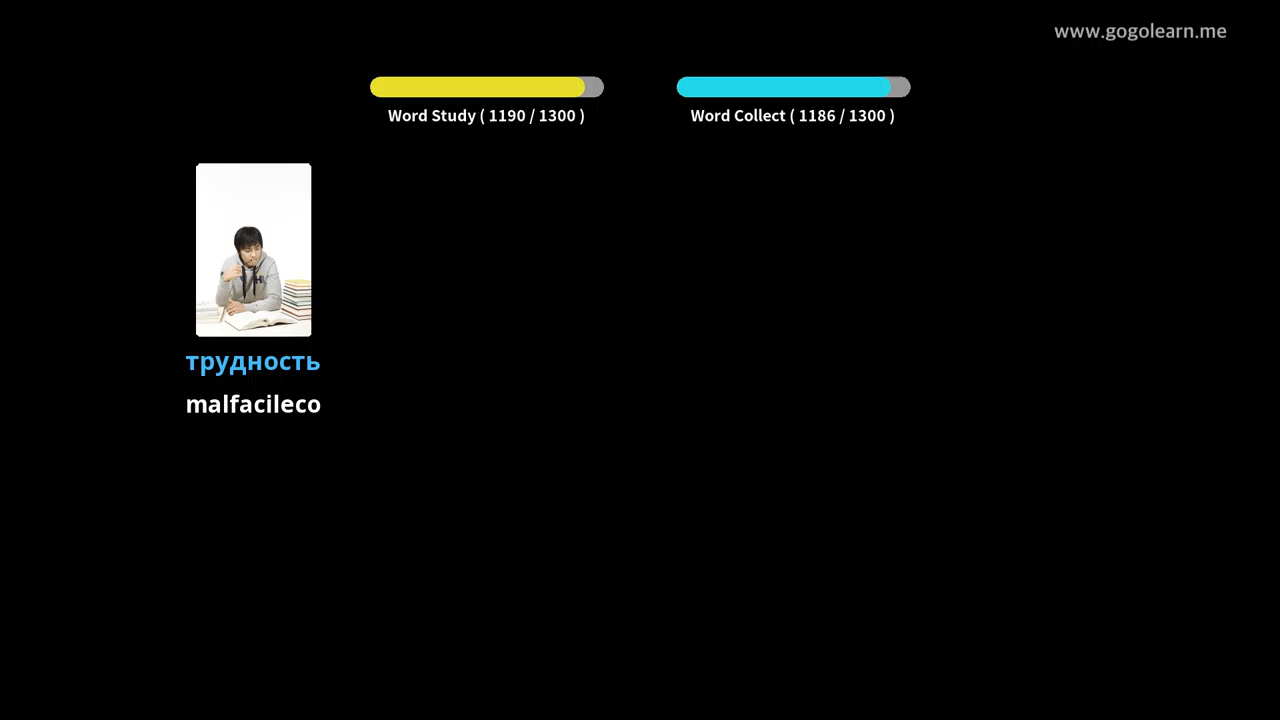 www.gogolearn.me
Word Study ( 1190 / 1300 )
Word Collect ( 1186 / 1300 )
трудность
malfacileco